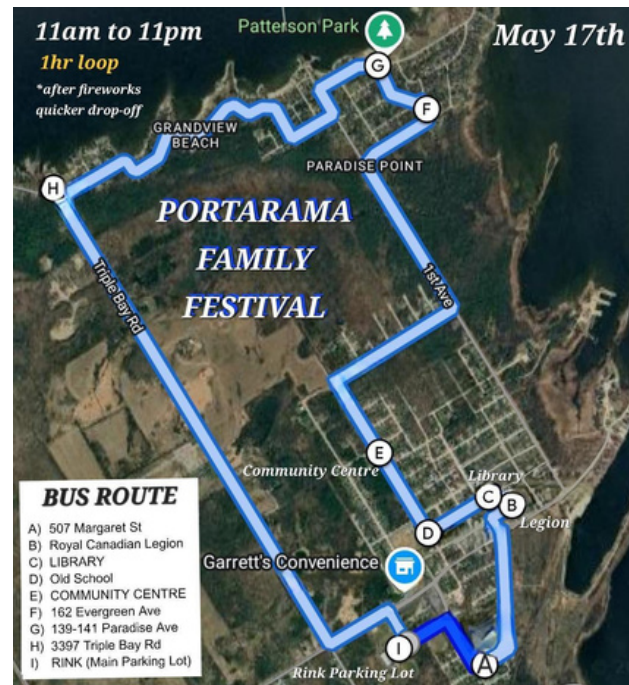 11am to 11pm
1hr loop
*after fireworks
quicker drop-off
Patterson Park
May 17th
G
F
GRANDVIEW
BEACH
PARADISE POINT
H
PORTARAMA
FAMILY
FESTIVAL
Triple Bay Rd
1st Ave
E
Community Centre
Library
C
B
Legion
D
Garrett's Convenience
BUS ROUTE
A) 507 Margaret St
B) Royal Canadian Legion
C) LIBRARY
D) Old School
E) COMMUNITY CENTRE
F) 162 Evergreen Ave
G) 139-141 Paradise Ave
H) 3397 Triple Bay Rd
I) RINK (Main Parking Lot)
I
A
Rink Parking Lot